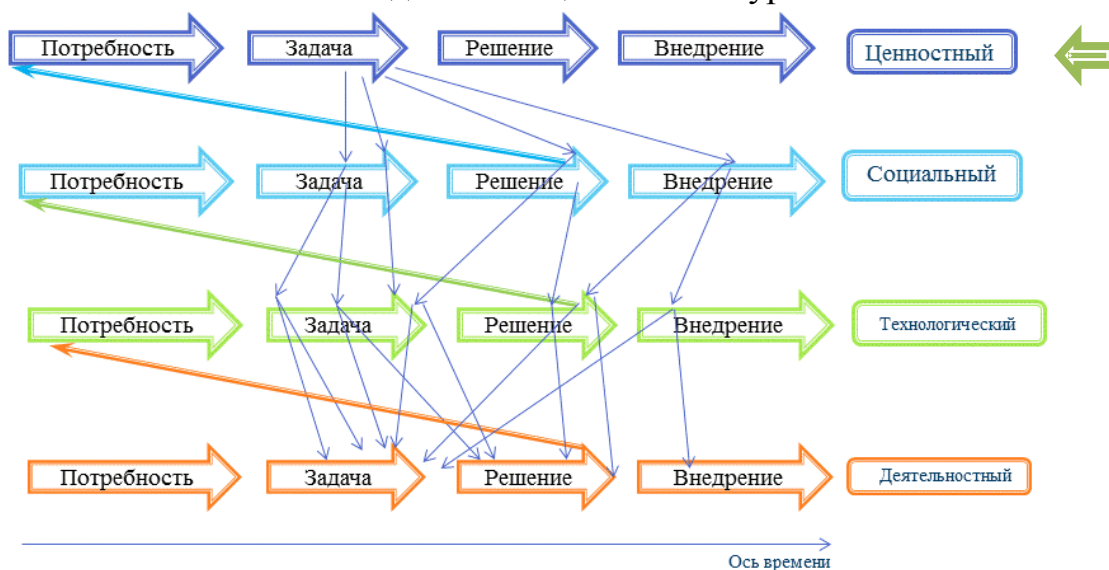 Потребность Задача Решение Внедрение Ценностный
Потребность Задача Решение Внедрение Социальный
Потребность Задача Решение Внедрение Технологический
Потребность Задача Решение Внедрение Деятельностный
Ось времени